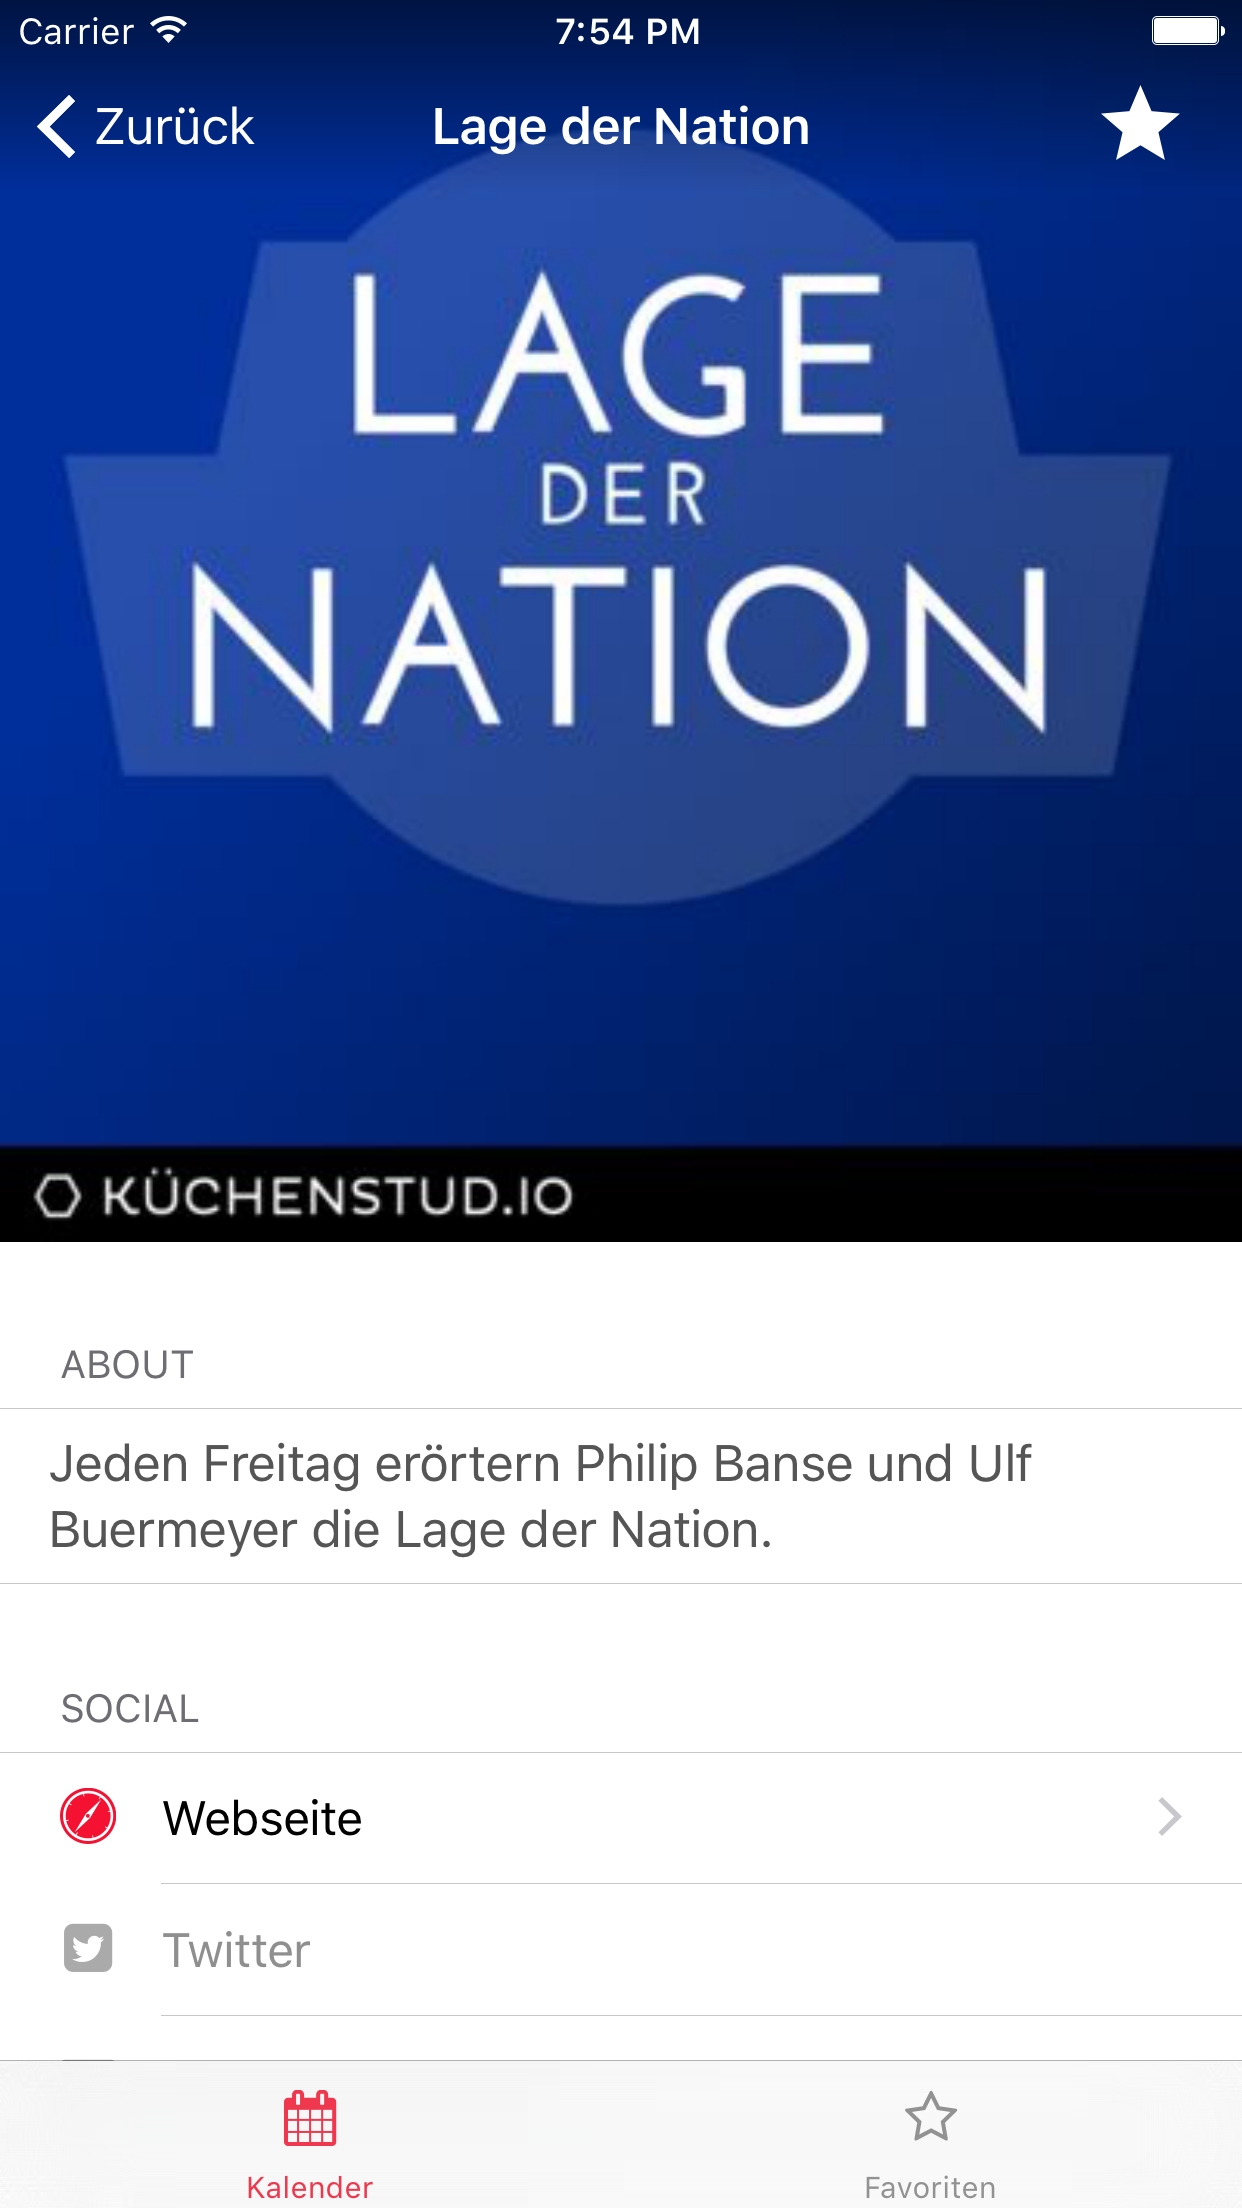 Carrier 7:54 PM
Zurück Lage der Nation
LAGE
DER
NATION
KÜCHENSTUD.IO
ABOUT
Jeden Freitag erörtern Philip Banse und Ulf
Buermeyer die Lage der Nation.
SOCIAL
Webseite
Twitter
Kalender Favoriten